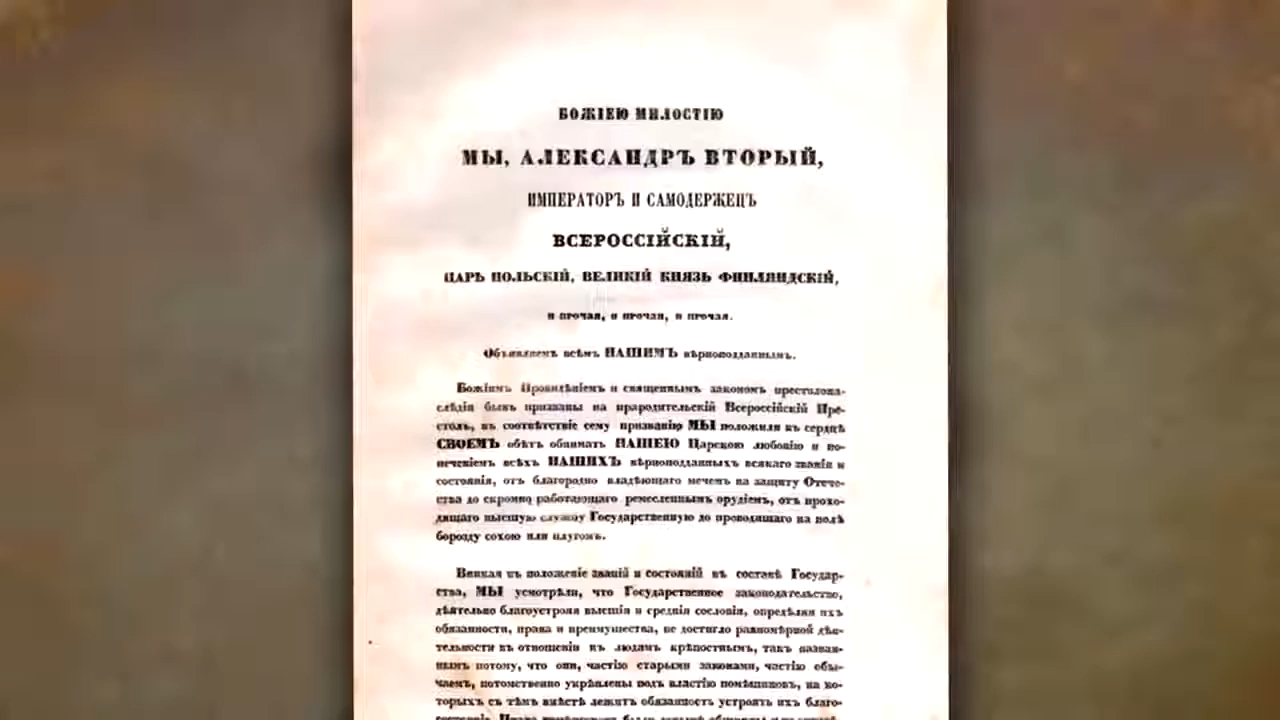 БОЖІЕЮ МИЛОСТІЮ
МЫ, АЛЕКСАНДРЪ ВТОРЫЙ,
ИМПЕРАТОРЪ И САМОДЕРЖЕЦЪ
ВСЕРОССІЙСКІЙ,
ЦАРЬ ПОЛЬСКІЙ, ВЕЛИКІЙ КНЯЗЬ ФИНЛЯНДСКІЙ,
и прочая, и прочая, и прочая.
Объявляемъ всѣмъ НАШИМЪ вѣрноподданнымъ.
Божіимъ Провидѣніемъ и священнымъ закономъ престолона-
слѣдія бывъ призваны на прародительскій Всероссійскій Пре-
столъ, въ соотвѣтствіе сему призванію МЫ положили въ сердцѣ
СВОЕМЪ обѣтъ обнимать НАШЕЮ Царскою любовію и по-
печеніемъ всѣхъ НАШИХЪ вѣрноподданныхъ всякаго званія и
состоянія, отъ благородно владѣющаго мечемъ на защиту Отече-
ства до скромно работающаго ремесленнымъ орудіемъ, отъ прохо-
дящаго высшую службу Государственную до проводящаго на полѣ
борозду сохою или плугомъ.
Вникая въ положеніе званій и состояній въ составѣ Государ-
ства, МЫ усмотрѣли, что Государственное законодательство,
дѣятельно благоустрояя высшія и среднія сословія, опредѣляя ихъ
обязанности, права и преимущества, не достигло равномѣрной дѣя-
тельности въ отношеніи къ людямъ крѣпостнымъ, такъ назван-
нымъ потому, что они, частію старыми законами, частію обы-
чаемъ, потомственно укрѣплены подъ властію помѣщиковъ, на ко-
торыхъ съ тѣмъ вмѣстѣ лежитъ обязанность устроять ихъ благо-